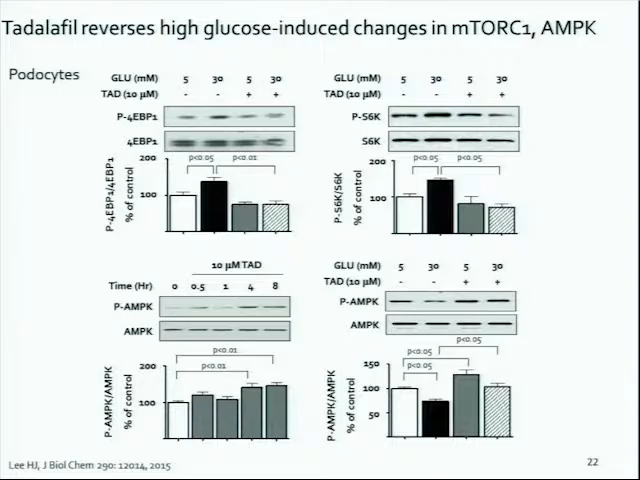 Tadalafil reverses high glucose-induced changes in mTORC1, AMPK
Podocytes
GLU (mM) 5 30 5 30
TAD (10 µM) - - + +
P-4EBP1
4EBP1
200
100
P-4EBP1/4EBP1
% of control
p<0.05 p<0.01
GLU (mM) 5 30 5 30
TAD (10 µM) - - + +
P-S6K
S6K
200
100
P-S6K/S6K
% of control
p<0.05 p<0.05
10 µM TAD
Time (Hr) 0 0.5 1 4 8
P-AMPK
AMPK
200
100
P-AMPK/AMPK
% of control
p<0.01
p<0.01
GLU (mM) 5 30 5 30
TAD (10 µM) - - + +
P-AMPK
AMPK
150
100
50
P-AMPK/AMPK
% of control
p<0.05
p<0.05
p<0.05
Lee HJ, J Biol Chem 290: 12014, 2015
22